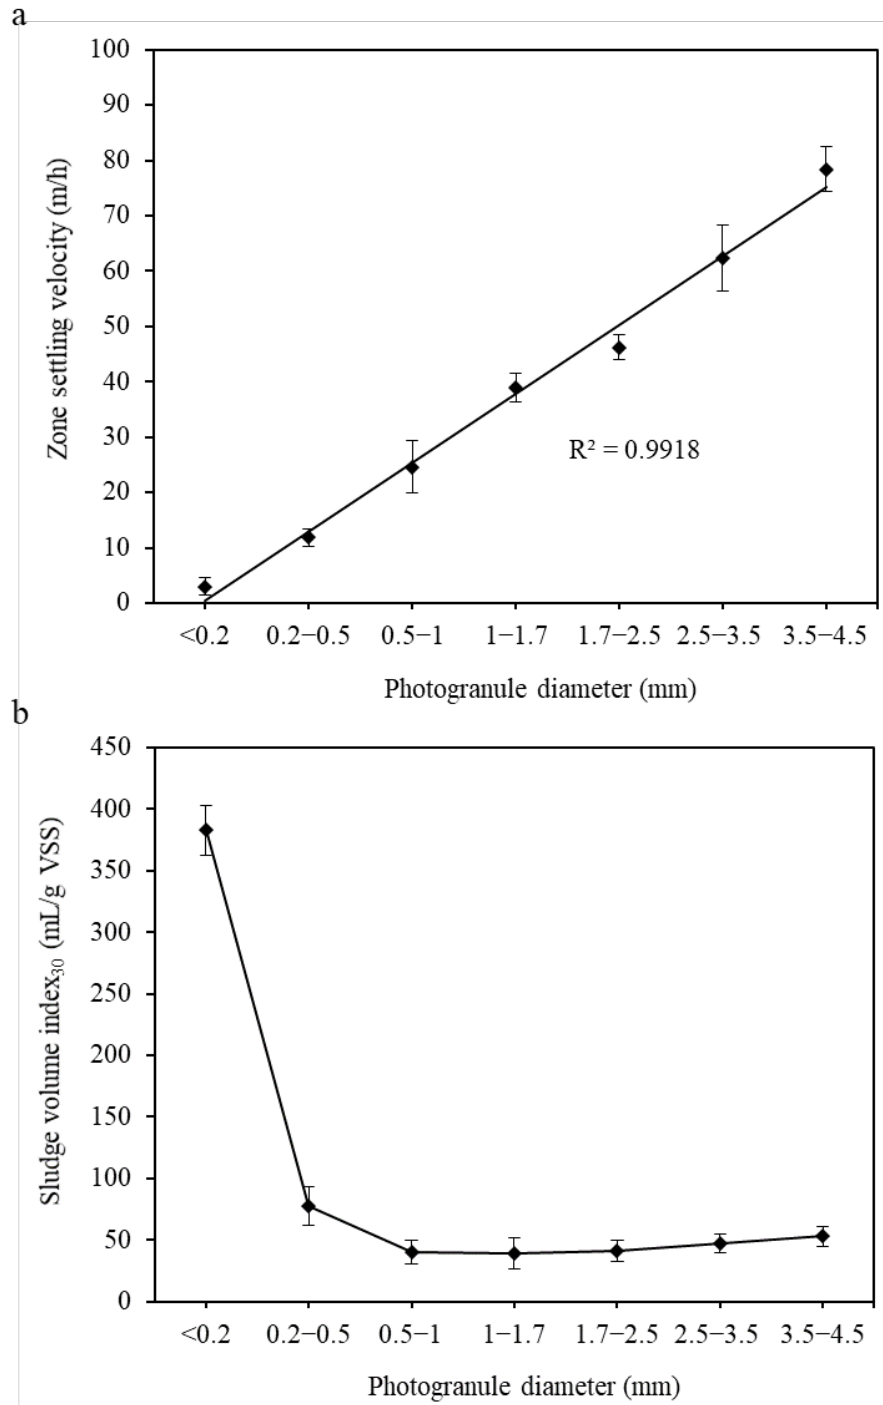 a
100
90
80
70
60
50
40
30
20
10
0
Zone settling velocity (m/h)
R² = 0.9918
<0.2 0.2−0.5 0.5−1 1−1.7 1.7−2.5 2.5−3.5 3.5−4.5
Photogranule diameter (mm)
b
450
400
350
300
250
200
150
100
50
0
Sludge volume index₃₀ (mL/g VSS)
<0.2 0.2−0.5 0.5−1 1−1.7 1.7−2.5 2.5−3.5 3.5−4.5
Photogranule diameter (mm)